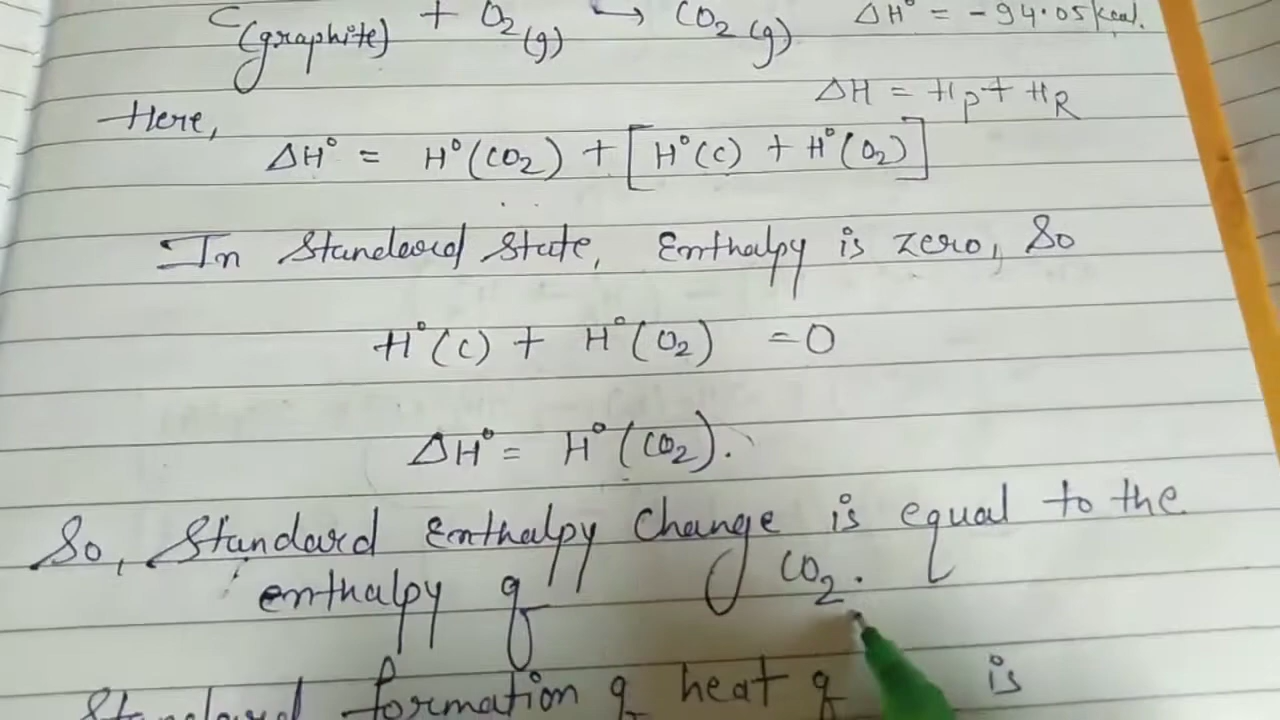 C(graphite) + O₂(g) → CO₂(g) ΔH° = -94.05 kcal.
ΔH = Hp + HR
Here,
ΔH° = H°(CO₂) + [H°(C) + H°(O₂)]
In Standard State, Enthalpy is zero, So
H°(C) + H°(O₂) = 0
ΔH° = H°(CO₂).
So, Standard Enthalpy Change is equal to the
enthalpy of CO₂.
Standard formation of heat of is